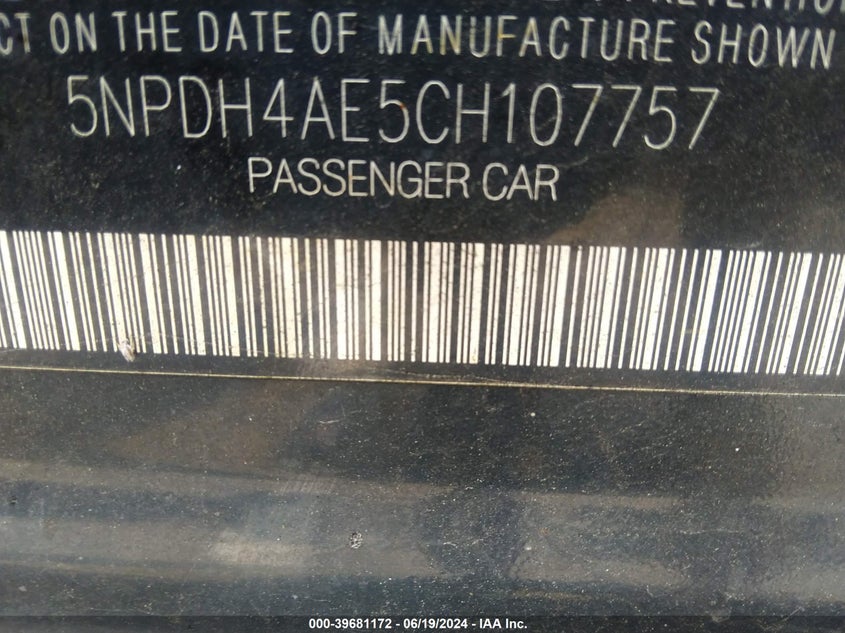 CT ON THE DATE OF MANUFACTURE SHOWN
5NPDH4AE5CH107757
PASSENGER CAR
000-39681172 - 06/19/2024 - IAA Inc.